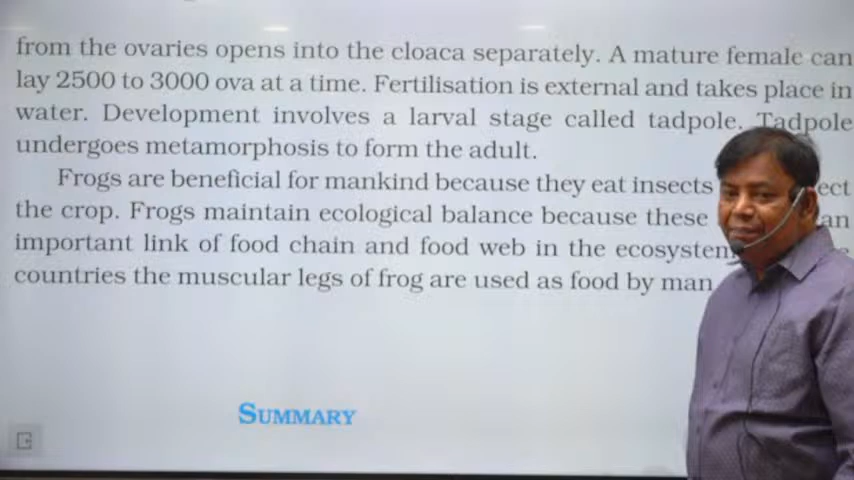 from the ovaries opens into the cloaca separately. A mature female can
lay 2500 to 3000 ova at a time. Fertilisation is external and takes place in
water. Development involves a larval stage called tadpole. Tadpole
undergoes metamorphosis to form the adult.
Frogs are beneficial for mankind because they eat insects ect
the crop. Frogs maintain ecological balance because these an
important link of food chain and food web in the ecosystem
countries the muscular legs of frog are used as food by man
SUMMARY